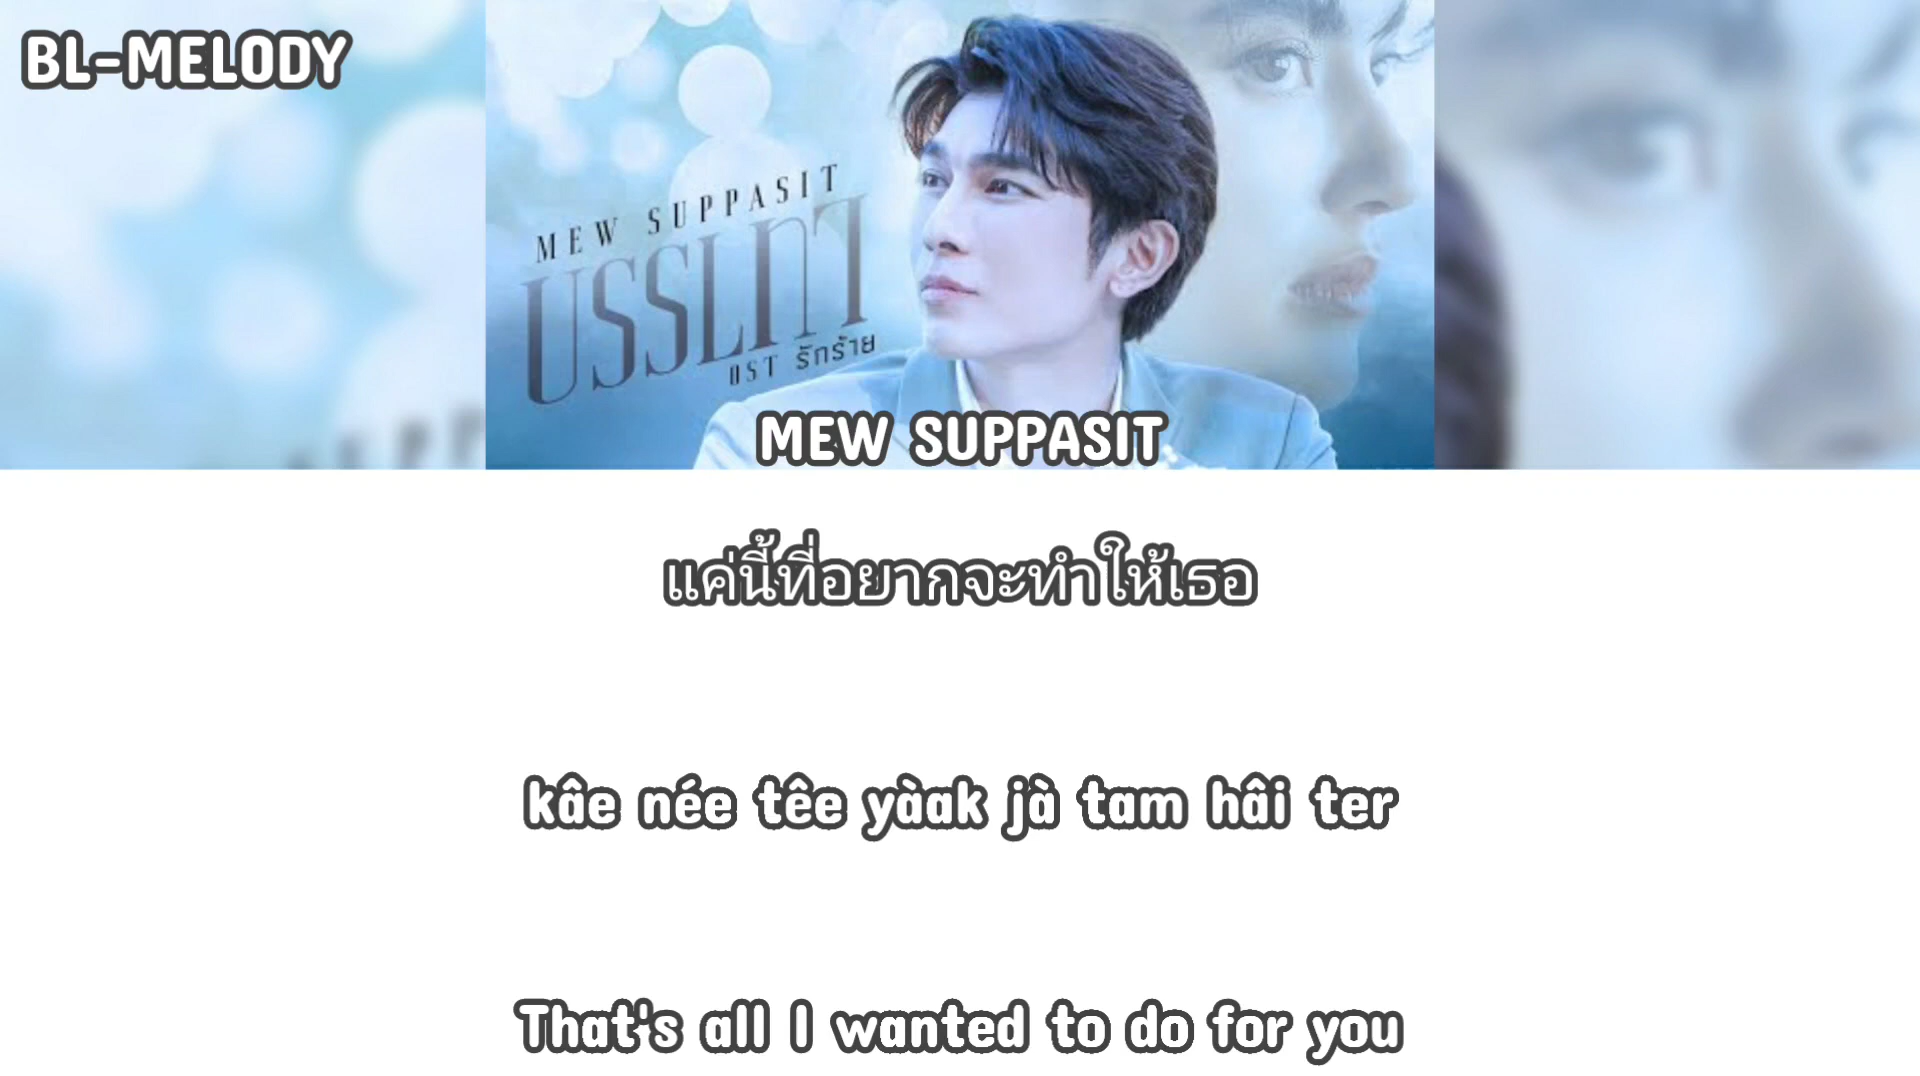 BL-MELODY
MEW SUPPASIT
บรรเทา
OST รักร้าย
MEW SUPPASIT
แค่นี้ที่อยากจะทำให้เธอ
kâe née têe yàak jà tam hâi ter
That's all I wanted to do for you